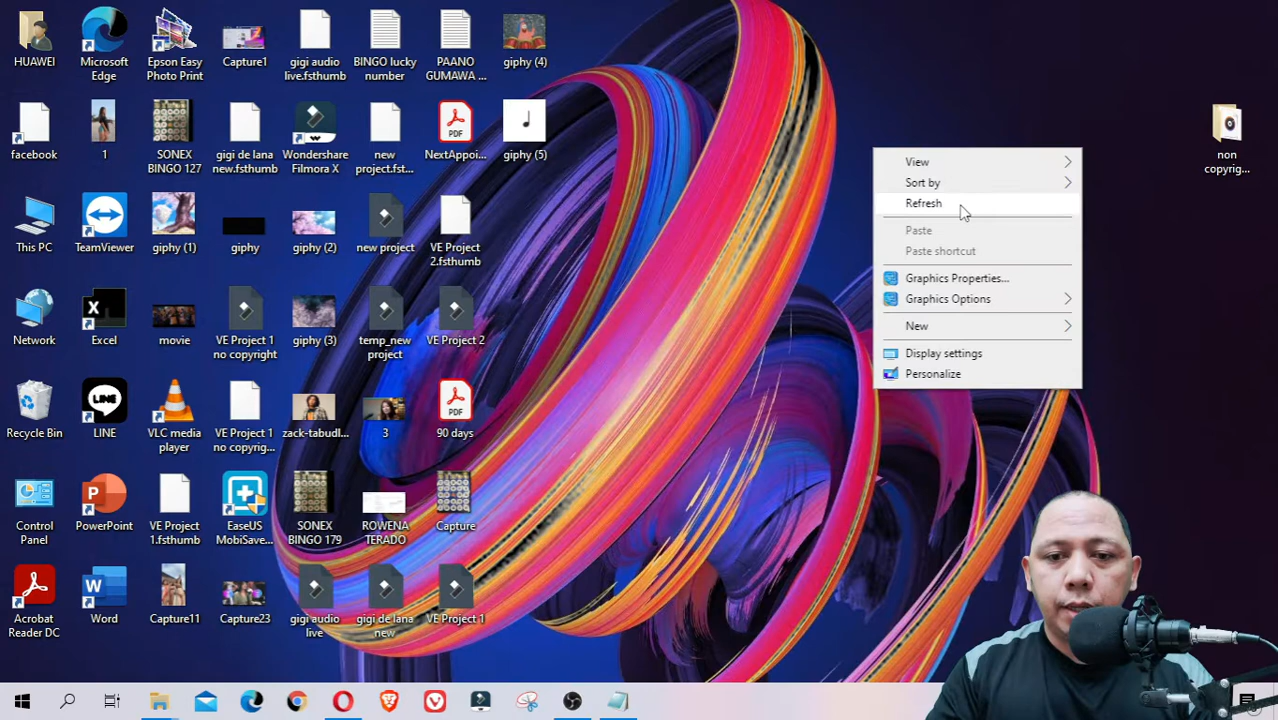 HUAWEI
Microsoft
Edge
Epson Easy
Photo Print
Capture1
gigi audio
live.fsthumb
BINGO lucky
number
PAANO
GUMAWA ...
giphy (4)
facebook
1
SONEX
BINGO 127
gigi de lana
new.fsthumb
Wondershare
Filmora X
new
project.fst...
PDF
NextAppoi...
giphy (5)
non
copyrig...
This PC
TeamViewer
giphy (1)
giphy
giphy (2)
new project
VE Project
2.fsthumb
Network
X
Excel
movie
VE Project 1
no copyright
giphy (3)
temp_new
project
VE Project 2
Recycle Bin
LINE
LINE
VLC media
player
VE Project 1
no copyrig...
zack-tabudl...
3
PDF
90 days
Control
Panel
P
PowerPoint
VE Project
1.fsthumb
EaseUS
MobiSave...
SONEX
BINGO 179
ROWENA
TERADO
Capture
Acrobat
Reader DC
W
Word
Capture11
Capture23
gigi audio
live
gigi de lana
new
VE Project 1
View
Sort by
Refresh
Paste
Paste shortcut
Graphics Properties...
Graphics Options
New
Display settings
Personalize